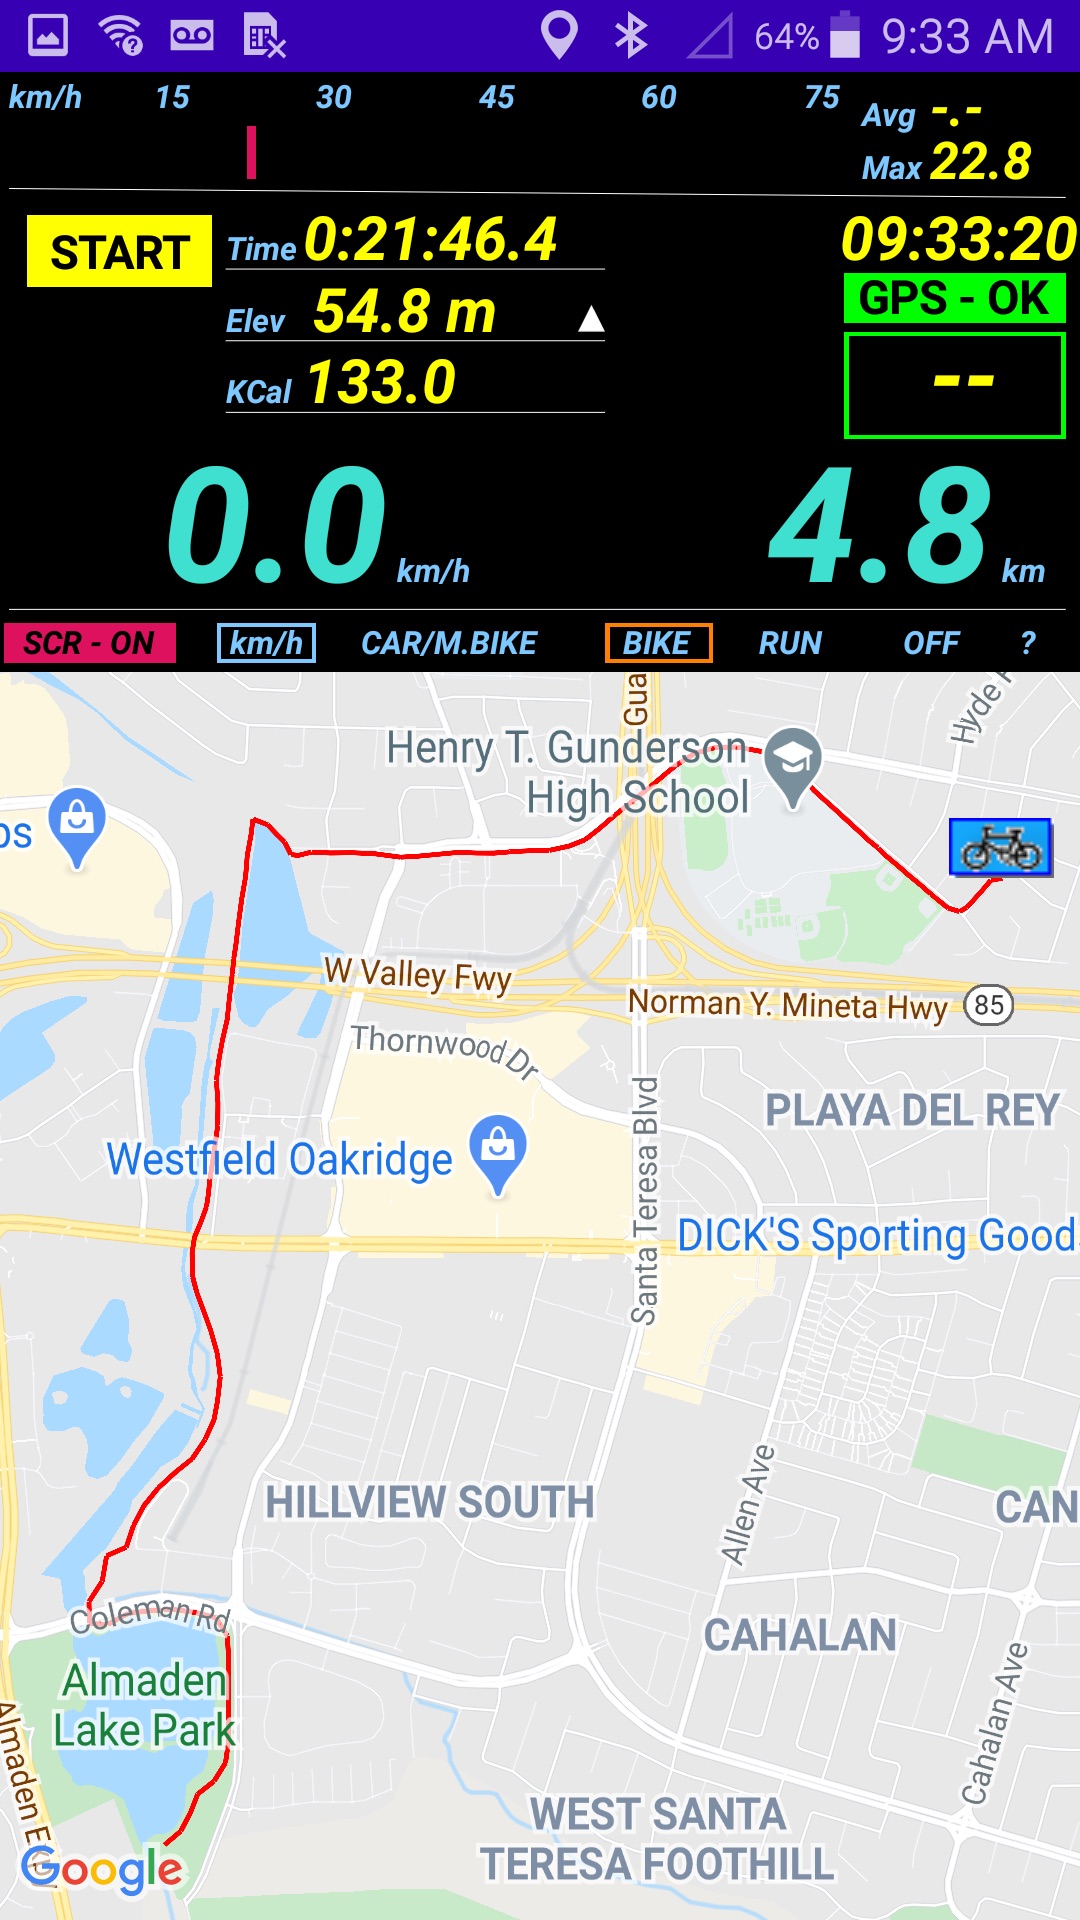 64% 9:33 AM
km/h 15 30 45 60 75
Avg -.-
Max 22.8
START
Time 0:21:46.4
09:33:20
Elev 54.8 m ▲
GPS - OK
KCal 133.0
--
0.0 km/h
4.8 km
SCR - ON km/h CAR/M.BIKE BIKE RUN OFF ?
Gua
Hyde
Henry T. Gunderson
High School
os
W Valley Fwy
Norman Y. Mineta Hwy 85
Thornwood Dr
PLAYA DEL REY
Westfield Oakridge
Santa Teresa Blvd
DICK'S Sporting Good
HILLVIEW SOUTH
Allen Ave
CAN
Coleman Rd
CAHALAN
Almaden
Lake Park
Cahalan Ave
Almaden E
WEST SANTA
TERESA FOOTHILL
Google